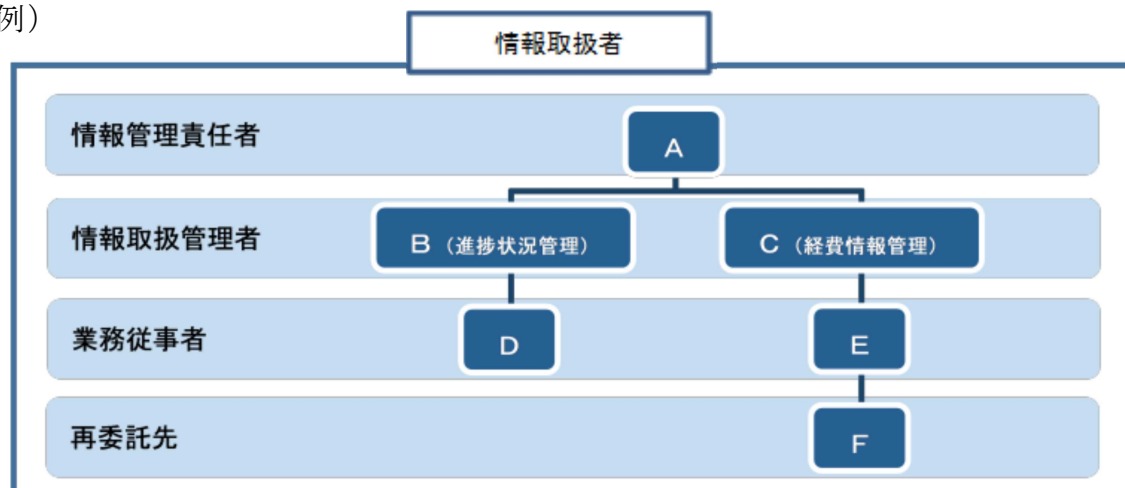 例）
情報取扱者
情報管理責任者
A
情報取扱管理者
B（進捗状況管理）
C（経費情報管理）
業務従事者
D
E
再委託先
F